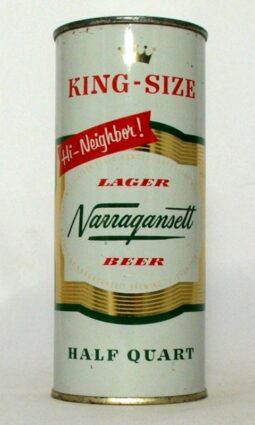 KING-SIZE
Hi-Neighbor!
LAGER
Narragansett
BEER
HALF QUART